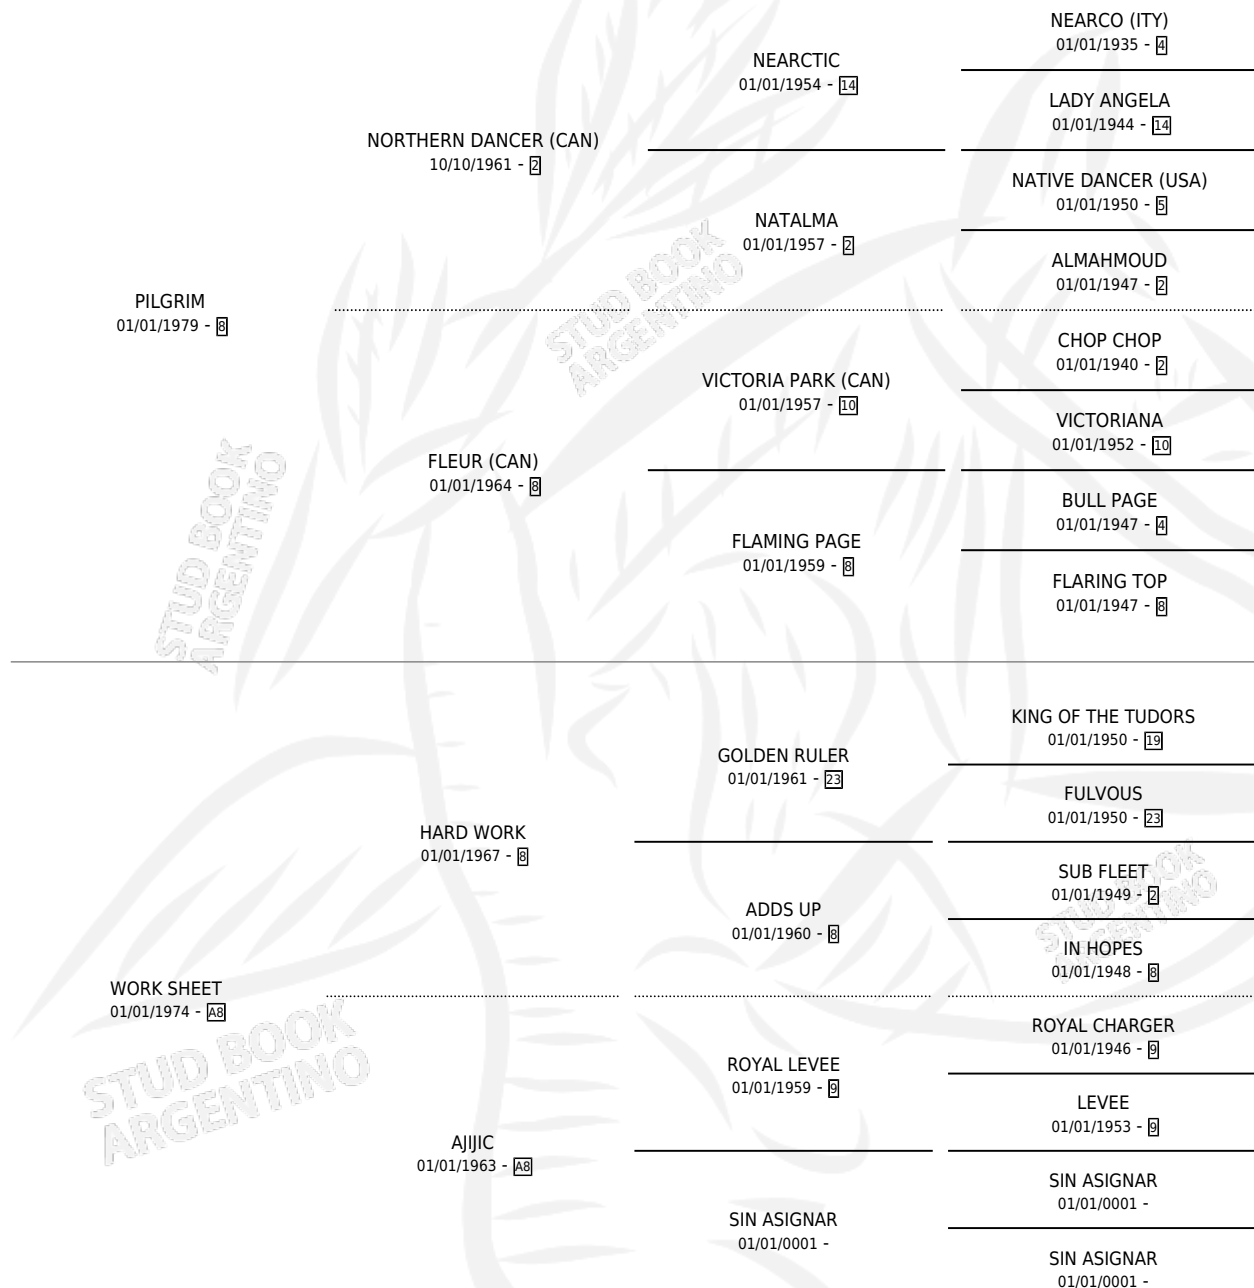 NEARCO (ITY)
01/01/1935 - 4
NEARCTIC
01/01/1954 - 14
LADY ANGELA
01/01/1944 - 14
NORTHERN DANCER (CAN)
10/10/1961 - 2
NATIVE DANCER (USA)
01/01/1950 - 5
NATALMA
01/01/1957 - 2
ALMAHMOUD
01/01/1947 - 2
PILGRIM
01/01/1979 - 8
CHOP CHOP
01/01/1940 - 2
VICTORIA PARK (CAN)
01/01/1957 - 10
VICTORIANA
01/01/1952 - 10
FLEUR (CAN)
01/01/1964 - 8
BULL PAGE
01/01/1947 - 4
FLAMING PAGE
01/01/1959 - 8
FLARING TOP
01/01/1947 - 8
STUD BOOK
ARGENTINO
STUD BOOK
ARGENTINO
KING OF THE TUDORS
01/01/1950 - 19
GOLDEN RULER
01/01/1961 - 23
FULVOUS
01/01/1950 - 23
HARD WORK
01/01/1967 - 8
SUB FLEET
01/01/1949 - 2
ADDS UP
01/01/1960 - 8
IN HOPES
01/01/1948 - 8
WORK SHEET
01/01/1974 - A8
ROYAL CHARGER
01/01/1946 - 9
ROYAL LEVEE
01/01/1959 - 9
LEVEE
01/01/1953 - 9
AJIJIC
01/01/1963 - A8
SIN ASIGNAR
01/01/0001 -
SIN ASIGNAR
01/01/0001 -
SIN ASIGNAR
01/01/0001 -
STUD BOOK
ARGENTINO
STUD BOOK
ARGENTINO